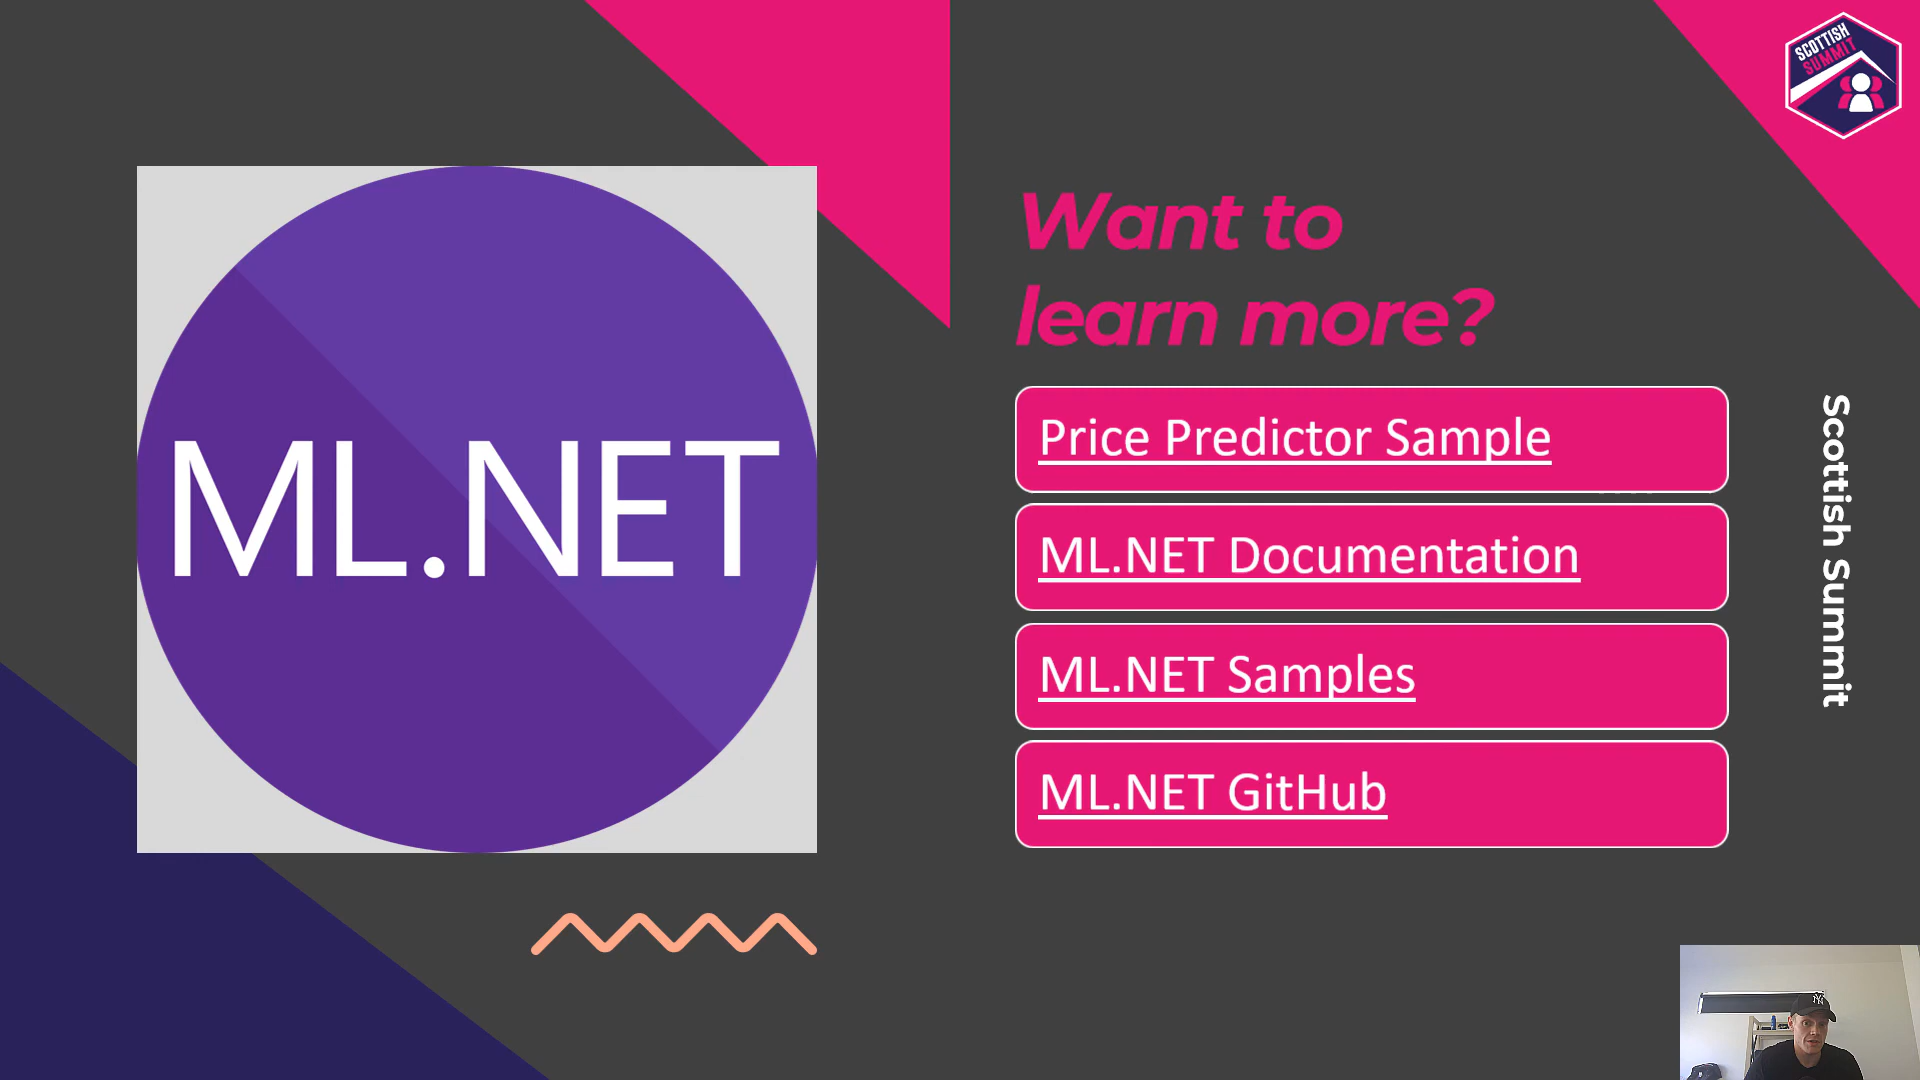 SCOTTISH
SUMMIT
ML.NET
Want to
learn more?
Price Predictor Sample
ML.NET Documentation
ML.NET Samples
ML.NET GitHub
Scottish Summit
NY